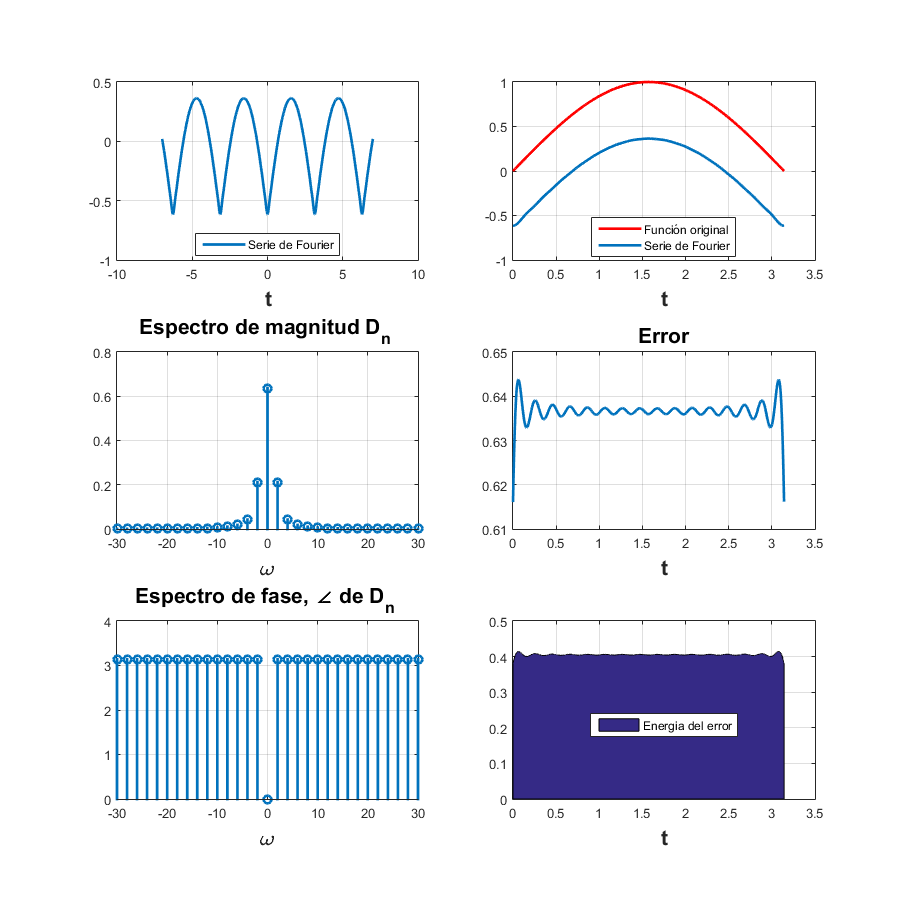 0.5
0
-0.5
-1
-10 -5 0 5 10
Serie de Fourier
t
1
0.5
0
-0.5
-1
0 0.5 1 1.5 2 2.5 3 3.5
Función original
Serie de Fourier
t
Espectro de magnitud Dn
0.8
0.6
0.4
0.2
0
-30 -20 -10 0 10 20 30
ω
Error
0.65
0.64
0.63
0.62
0.61
0 0.5 1 1.5 2 2.5 3 3.5
t
Espectro de fase, ∠ de Dn
4
3
2
1
0
-30 -20 -10 0 10 20 30
ω
0.5
0.4
0.3
0.2
0.1
0
0 0.5 1 1.5 2 2.5 3 3.5
Energia del error
t